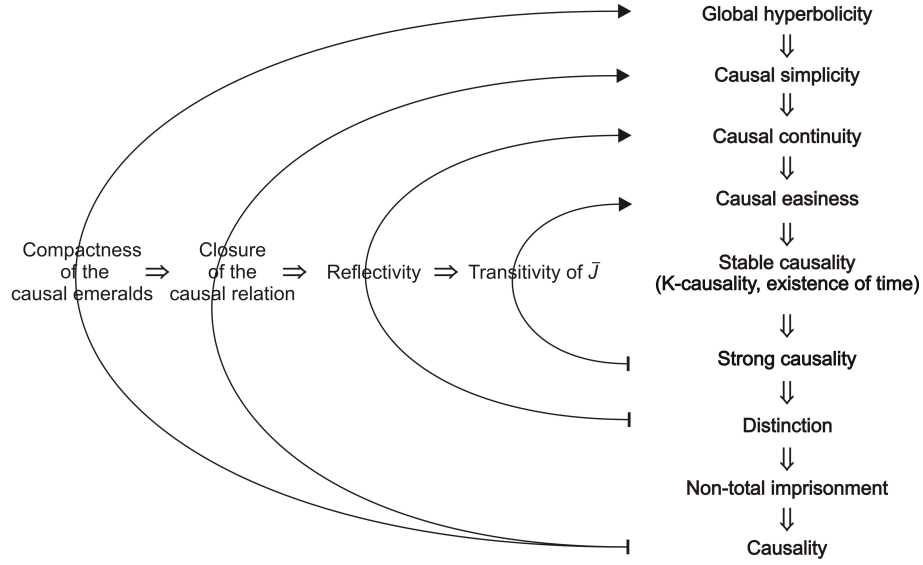 Global hyperbolicity
⇓
Causal simplicity
⇓
Causal continuity
⇓
Causal easiness
⇓
Stable causality
(K-causality, existence of time)
⇓
Strong causality
⇓
Distinction
⇓
Non-total imprisonment
⇓
Causality
Compactness
of the
causal emeralds
⇒
Closure
of the
causal relation
⇒
Reflectivity
⇒
Transitivity of J̄